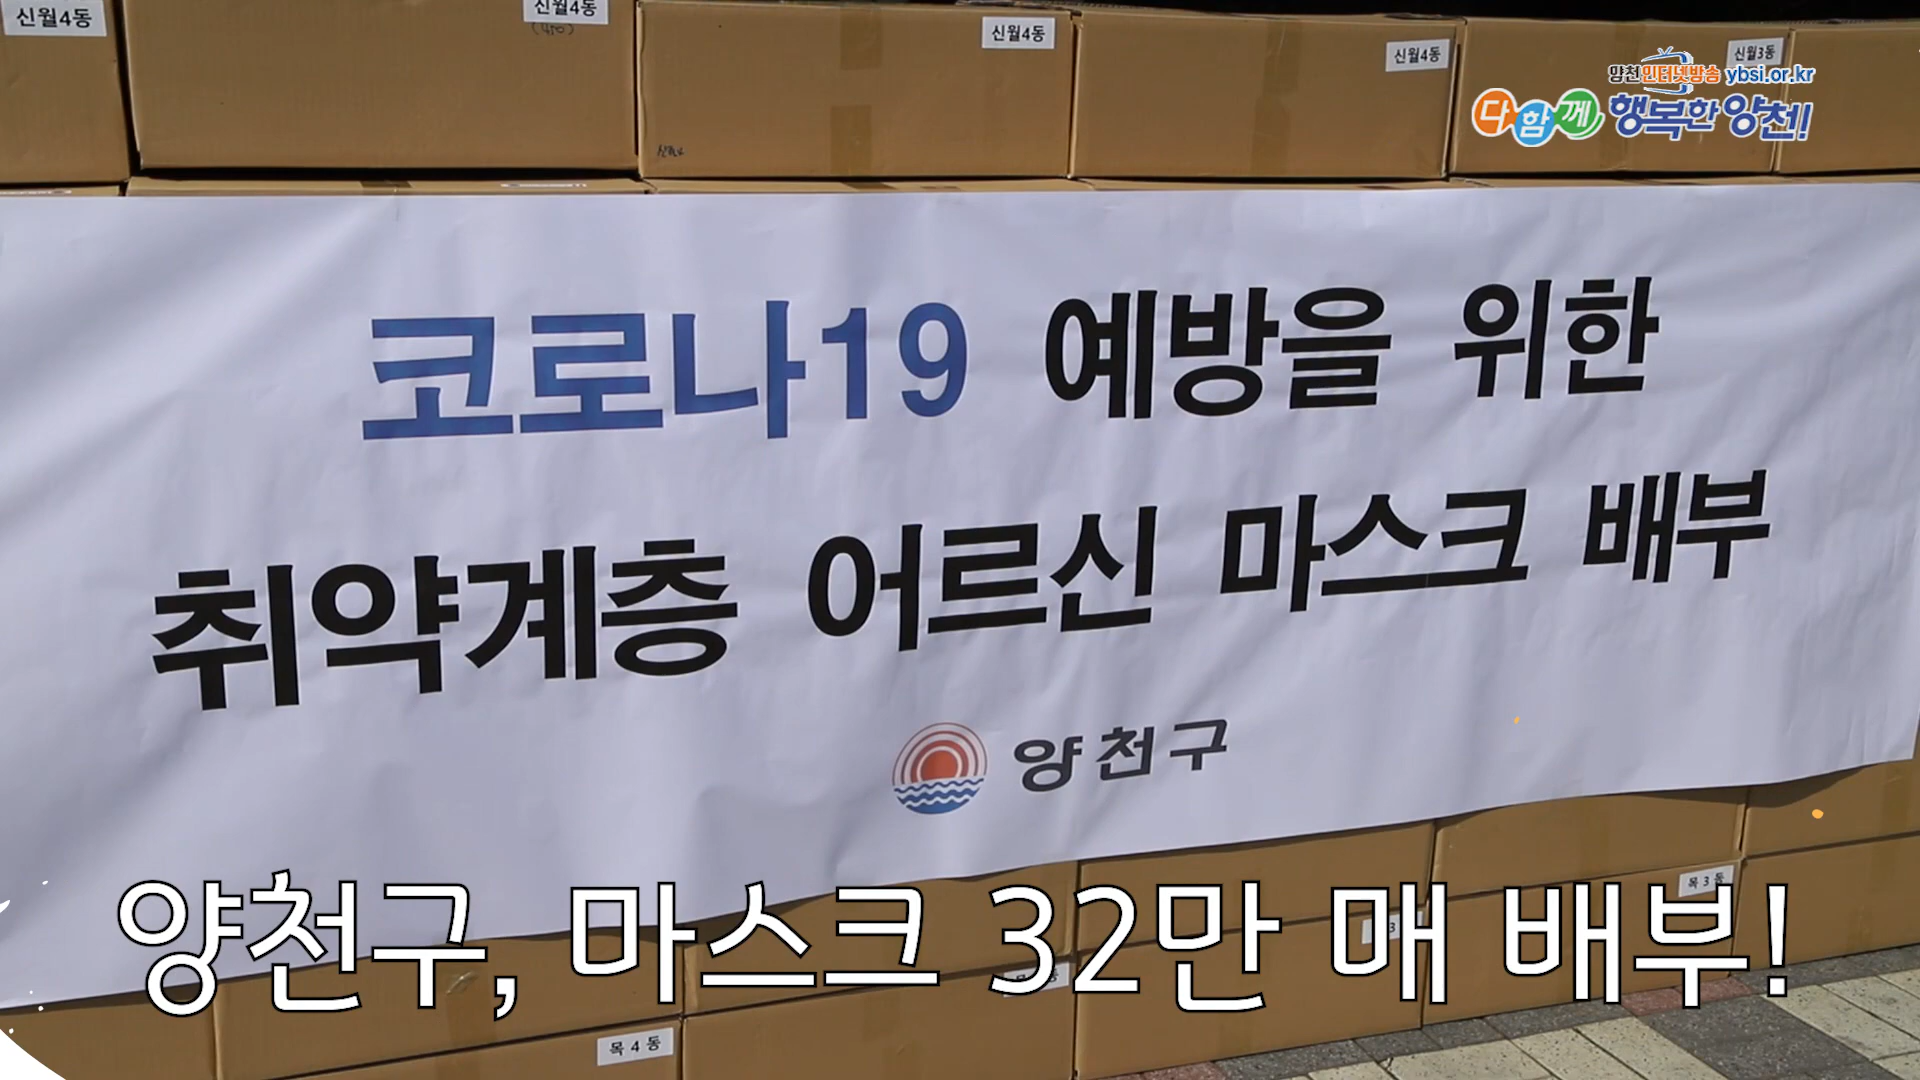 신월4동
신월4동
(450)
신월4동
신월4동
신월3동
양천인터넷방송 ybsi.or.kr
다함께 행복한 양천!
코로나19 예방을 위한
취약계층 어르신 마스크 배부
양천구
양천구, 마스크 32만 매 배부!
목3동
목4동